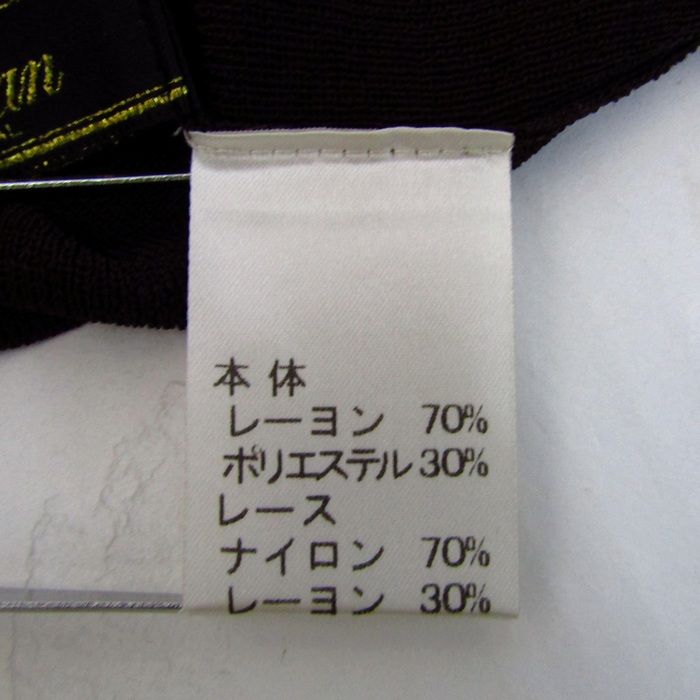 本体
レーヨン 70%
ポリエステル 30%
レース
ナイロン 70%
レーヨン 30%